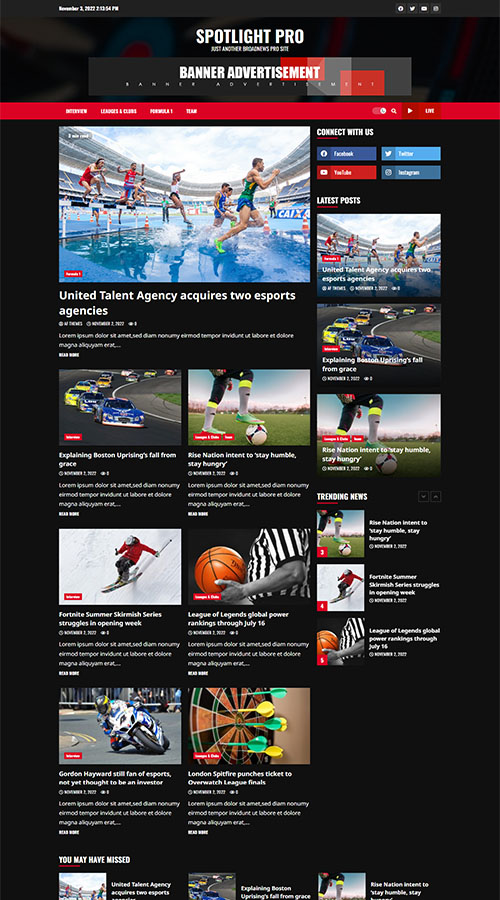 November 3, 2022 2:13:54 PM
SPOTLIGHT PRO
JUST ANOTHER BROADNEWS PRO SITE
BANNER ADVERTISEMENT
BANNER ADVERTISEMENT
INTERVIEW
LEAUGES & CLUBS
FORMULA 1
TEAM
LIVE
2 min read
Formula 1
United Talent Agency acquires two esports
agencies
AF THEMES NOVEMBER 2, 2022 0
Lorem ipsum dolor sit amet,sed diam nonumy eirmod tempor invidunt ut labore et dolore
magna aliquyam erat,...
READ MORE
Interview
Explaining Boston Uprising's fall from
grace
NOVEMBER 2, 2022 0
Lorem ipsum dolor sit amet,sed diam nonumy
eirmod tempor invidunt ut labore et dolore
magna aliquyam erat,...
READ MORE
Leauges & Clubs Team
Rise Nation intent to 'stay humble,
stay hungry'
NOVEMBER 2, 2022 0
Lorem ipsum dolor sit amet,sed diam nonumy
eirmod tempor invidunt ut labore et dolore
magna aliquyam erat,...
READ MORE
Interview
Fortnite Summer Skirmish Series
struggles in opening week
NOVEMBER 2, 2022 0
Lorem ipsum dolor sit amet,sed diam nonumy
eirmod tempor invidunt ut labore et dolore
magna aliquyam erat,...
READ MORE
Leauges & Clubs
League of Legends global power
rankings through July 16
NOVEMBER 2, 2022 0
Lorem ipsum dolor sit amet,sed diam nonumy
eirmod tempor invidunt ut labore et dolore
magna aliquyam erat,...
READ MORE
Interview
Gordon Hayward still fan of esports,
not yet thought to be an investor
NOVEMBER 2, 2022 0
Lorem ipsum dolor sit amet,sed diam nonumy
eirmod tempor invidunt ut labore et dolore
magna aliquyam erat,...
READ MORE
Leauges & Clubs
London Spitfire punches ticket to
Overwatch League finals
NOVEMBER 2, 2022 0
Lorem ipsum dolor sit amet,sed diam nonumy
eirmod tempor invidunt ut labore et dolore
magna aliquyam erat,...
READ MORE
CONNECT WITH US
Facebook
Twitter
YouTube
Instagram
LATEST POSTS
Formula 1
United Talent Agency acquires two
esports agencies
AF THEMES NOVEMBER 2, 2022 0
Interview
Explaining Boston Uprising's fall
from grace
NOVEMBER 2, 2022 0
Leauges & Clubs Team
Rise Nation intent to 'stay humble,
stay hungry'
NOVEMBER 2, 2022 0
TRENDING NEWS
3
Rise Nation intent to
'stay humble, stay
hungry'
NOVEMBER 2, 2022
4
Fortnite Summer
Skirmish Series struggles
in opening week
NOVEMBER 2, 2022
5
League of Legends global
power rankings through
July 16
NOVEMBER 2, 2022
YOU MAY HAVE MISSED
United Talent Agency
acquires two esports
Explaining Boston
Uprising's fall from
Rise Nation intent to
'stay humble, stay